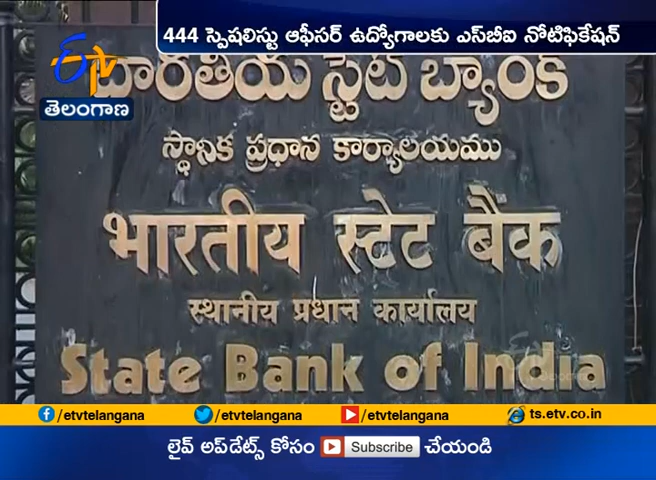 444 స్పెషలిస్టు ఆఫీసర్ ఉద్యోగాలకు ఎస్‌బీఐ నోటిఫికేషన్
ETV
తెలంగాణ
భారతీయ స్టేట్ బ్యాంక్
స్థానిక ప్రధాన కార్యాలయము
भारतीय स्टेट बैंक
स्थानीय प्रधान कार्यालय
State Bank of India
/etvtelangana /etvtelangana /etvtelangana ts.etv.co.in
లైవ్ అప్‌డేట్స్ కోసం Subscribe చేయండి